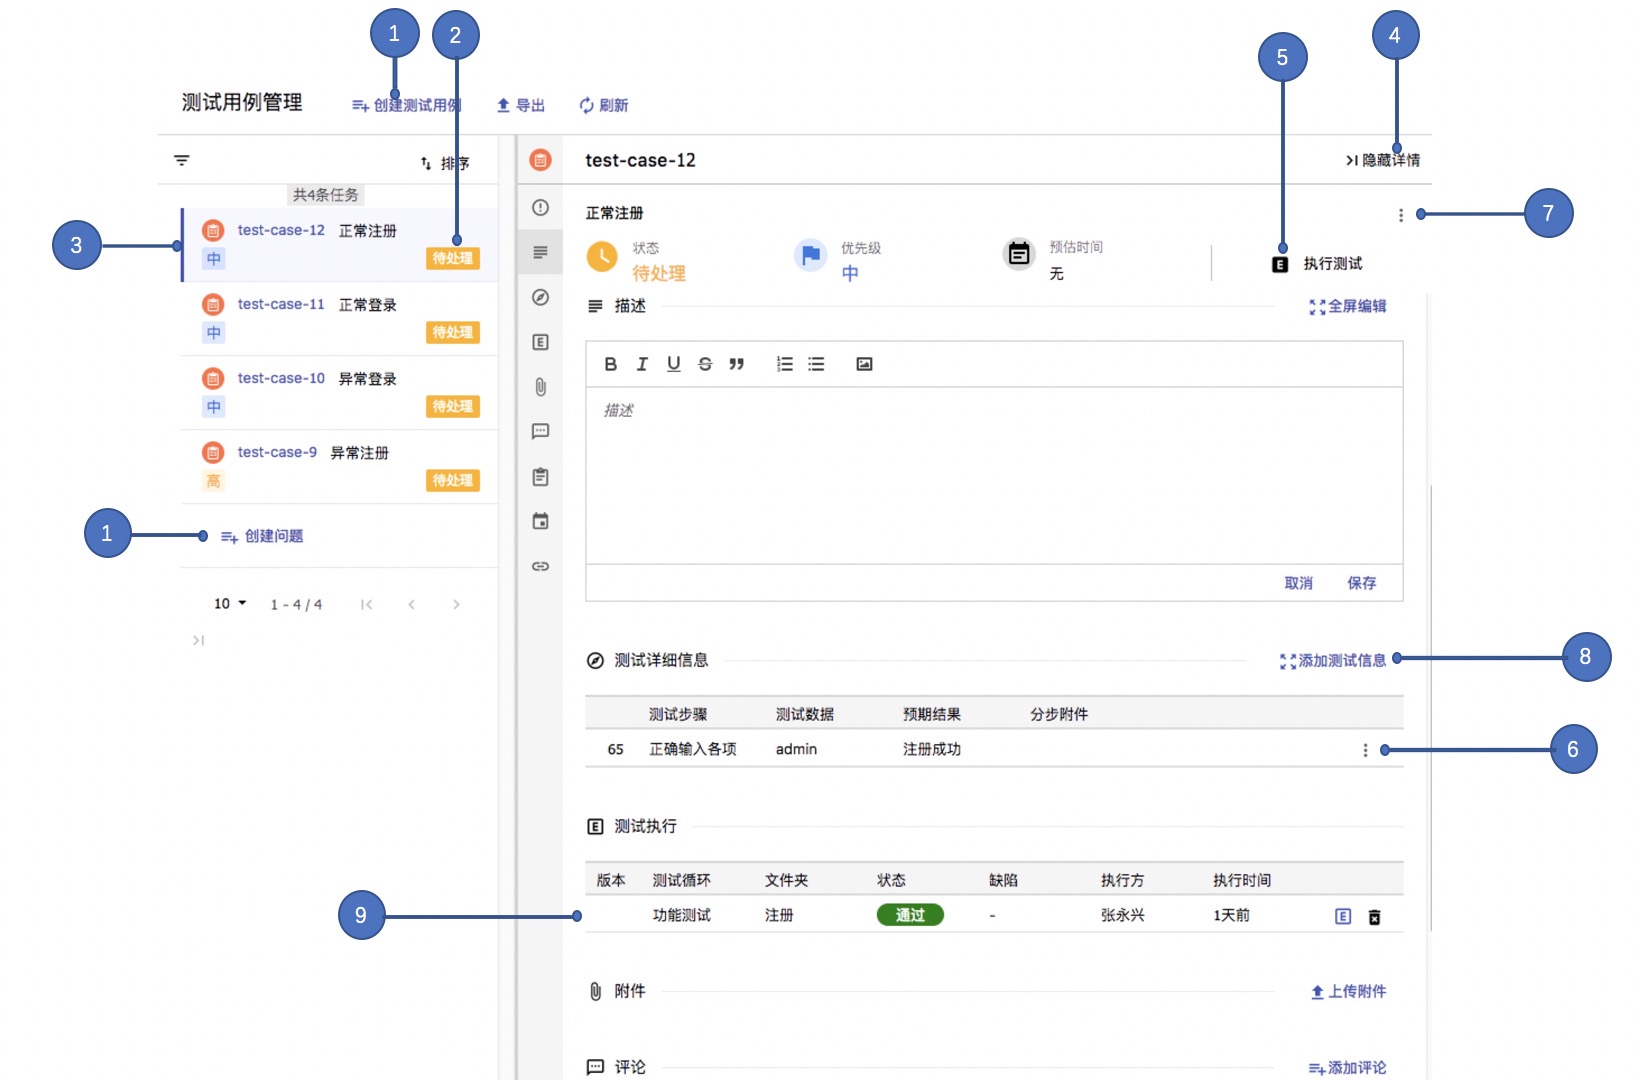 1
2
5
4
测试用例管理
创建测试用例
导出
刷新
排序
共4条任务
3
test-case-12 正常注册
中
待处理
test-case-11 正常登录
中
待处理
test-case-10 异常登录
中
待处理
test-case-9 异常注册
高
待处理
1
创建问题
10
1 - 4 / 4
test-case-12
隐藏详情
正常注册
7
状态
待处理
优先级
中
预估时间
无
E 执行测试
描述
全屏编辑
B I U S
描述
取消 保存
测试详细信息
添加测试信息
8
测试步骤 测试数据 预期结果 分步附件
65 正确输入各项 admin 注册成功
6
E 测试执行
版本 测试循环 文件夹 状态 缺陷 执行方 执行时间
9
功能测试 注册 通过 - 张永兴 1天前 E
附件
上传附件
评论
添加评论